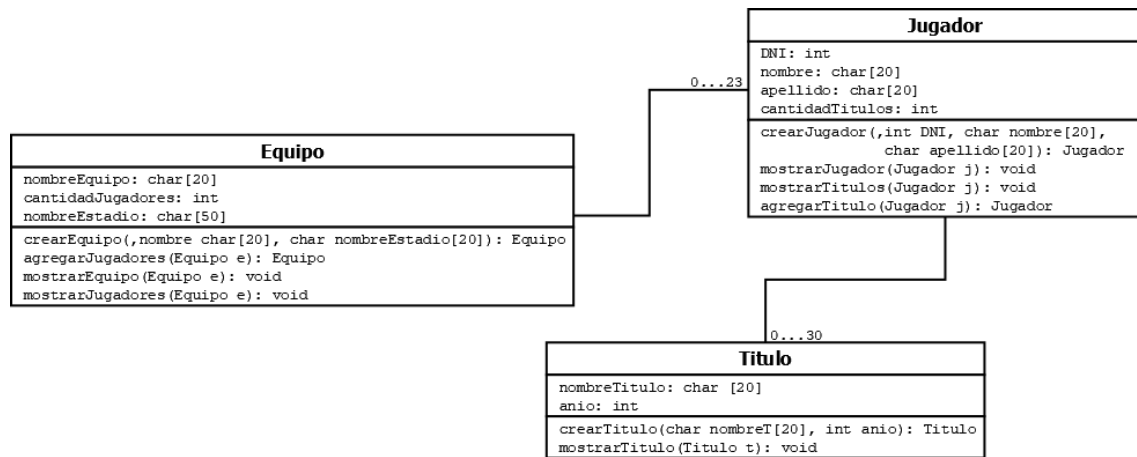 Jugador
DNI: int
nombre: char[20]
apellido: char[20]
cantidadTitulos: int
crearJugador(,int DNI, char nombre[20],
char apellido[20]): Jugador
mostrarJugador(Jugador j): void
mostrarTitulos(Jugador j): void
agregarTitulo(Jugador j): Jugador
0...23
Equipo
nombreEquipo: char[20]
cantidadJugadores: int
nombreEstadio: char[50]
crearEquipo(,nombre char[20], char nombreEstadio[20]): Equipo
agregarJugadores(Equipo e): Equipo
mostrarEquipo(Equipo e): void
mostrarJugadores(Equipo e): void
0...30
Titulo
nombreTitulo: char [20]
anio: int
crearTitulo(char nombreT[20], int anio): Titulo
mostrarTitulo(Titulo t): void